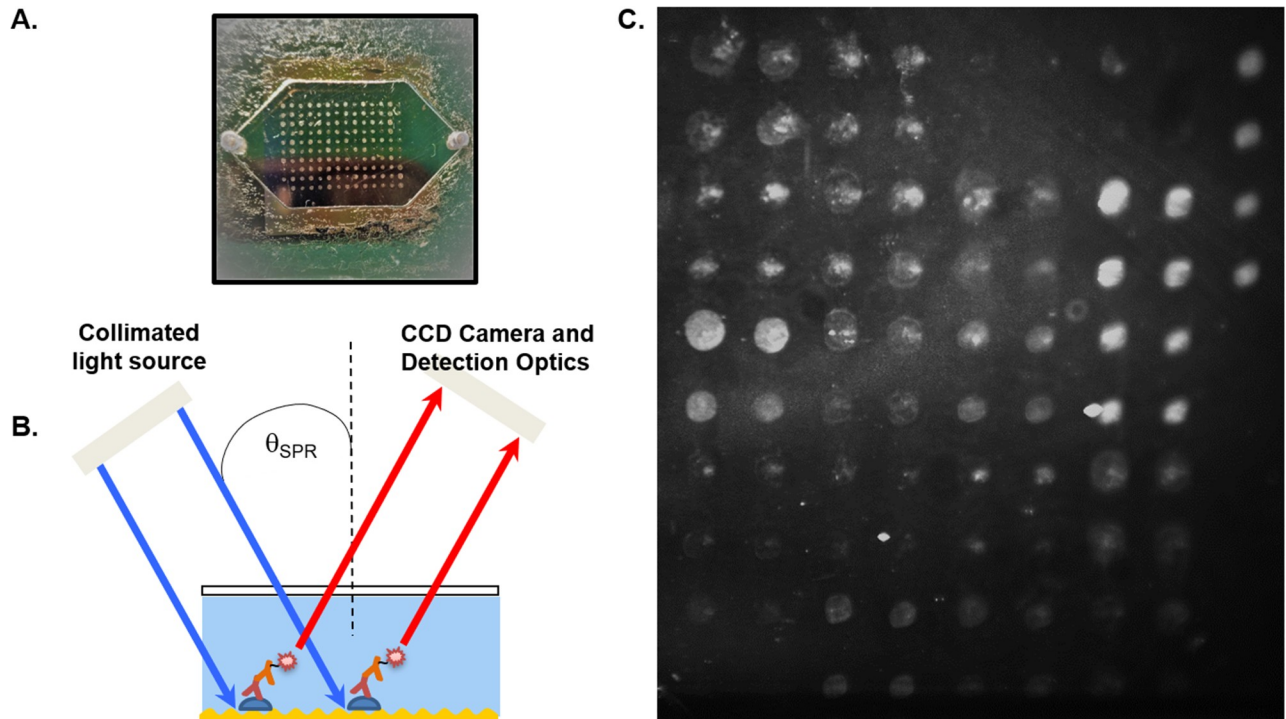 A.
C.
Collimated
light source
CCD Camera and
Detection Optics
B.
θSPR